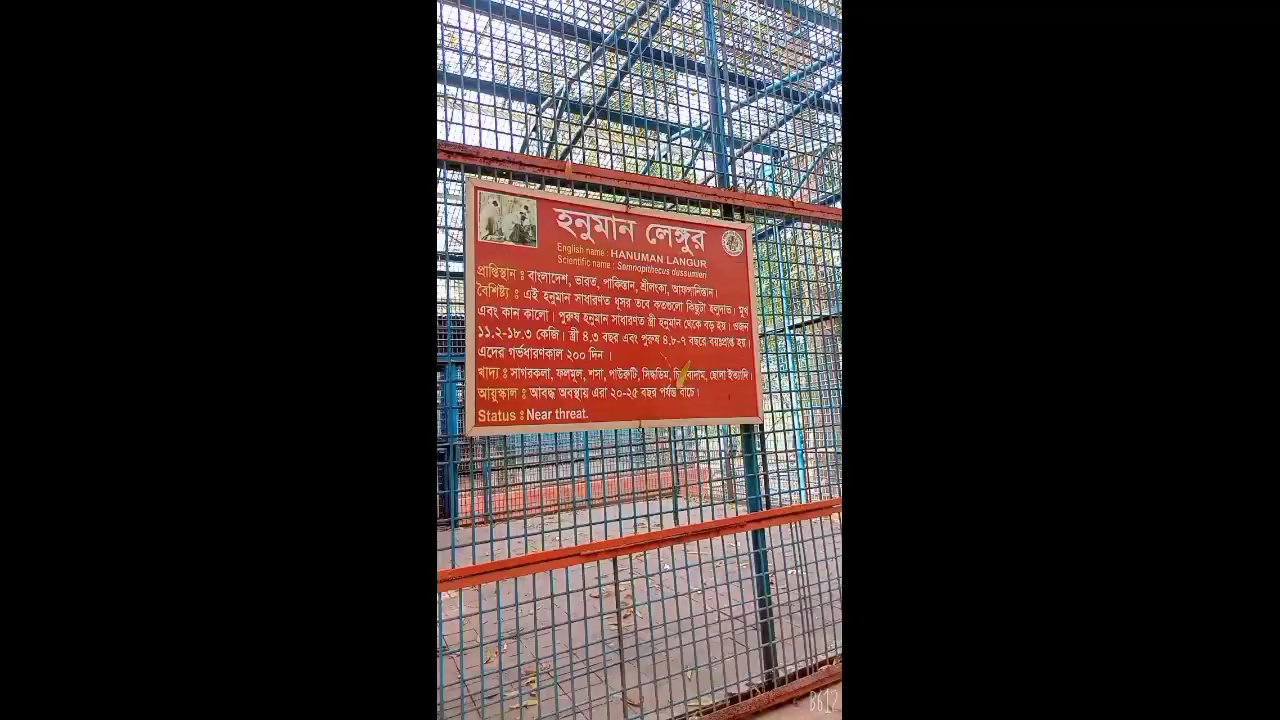 হনুমান লেঙ্গুর
English name : HANUMAN LANGUR
Scientific name : Semnopithecus dussumieri
প্রাপ্তিস্থান : বাংলাদেশ, ভারত, পাকিস্তান, শ্রীলংকা, আফগানিস্তান।
বৈশিষ্ট্য : এই হনুমান সাধারণত ধূসর তবে কতগুলো কিছুটা হলুদাভ। মুখ
এবং কান কালো। পুরুষ হনুমান সাধারণত স্ত্রী হনুমান থেকে বড় হয়। ওজন
১১.২-১৮.৩ কেজি। স্ত্রী ৪.৩ বছর এবং পুরুষ ৪.৮-৭ বছরে বয়ঃপ্রাপ্ত হয়।
এদের গর্ভধারণকাল ২০০ দিন ।
খাদ্য : সাগরকলা, ফলমূল, শসা, পাউরুটি, সিদ্ধডিম, ছোলা ইত্যাদি।
আয়ুষ্কাল : আবদ্ধ অবস্থায় এরা ২০-২৫ বছর পর্যন্ত বাঁচে।
Status : Near threat.
B612